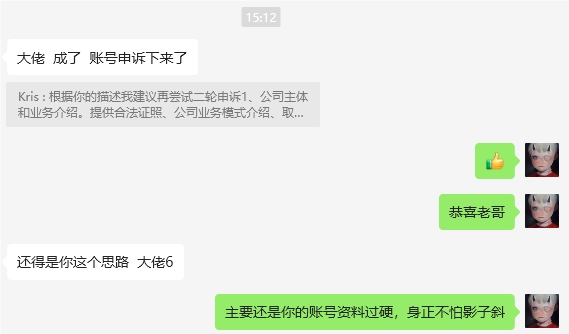 15:12
大佬 成了 账号申诉下来了
Kris : 根据你的描述我建议再尝试二轮申诉1、公司主体
和业务介绍。提供合法证照、公司业务模式介绍、取...
恭喜老哥
还得是你这个思路 大佬6
主要还是你的账号资料过硬，身正不怕影子斜